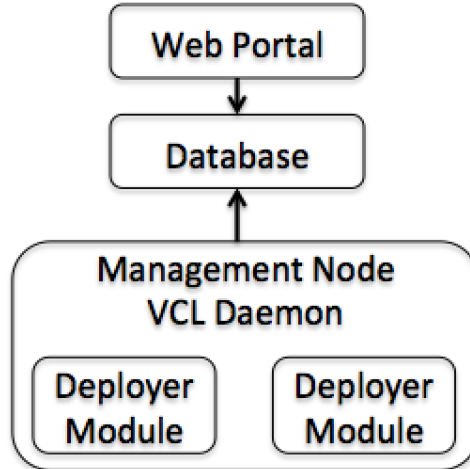 Web Portal
Database
Management Node
VCL Daemon
Deployer
Module
Deployer
Module